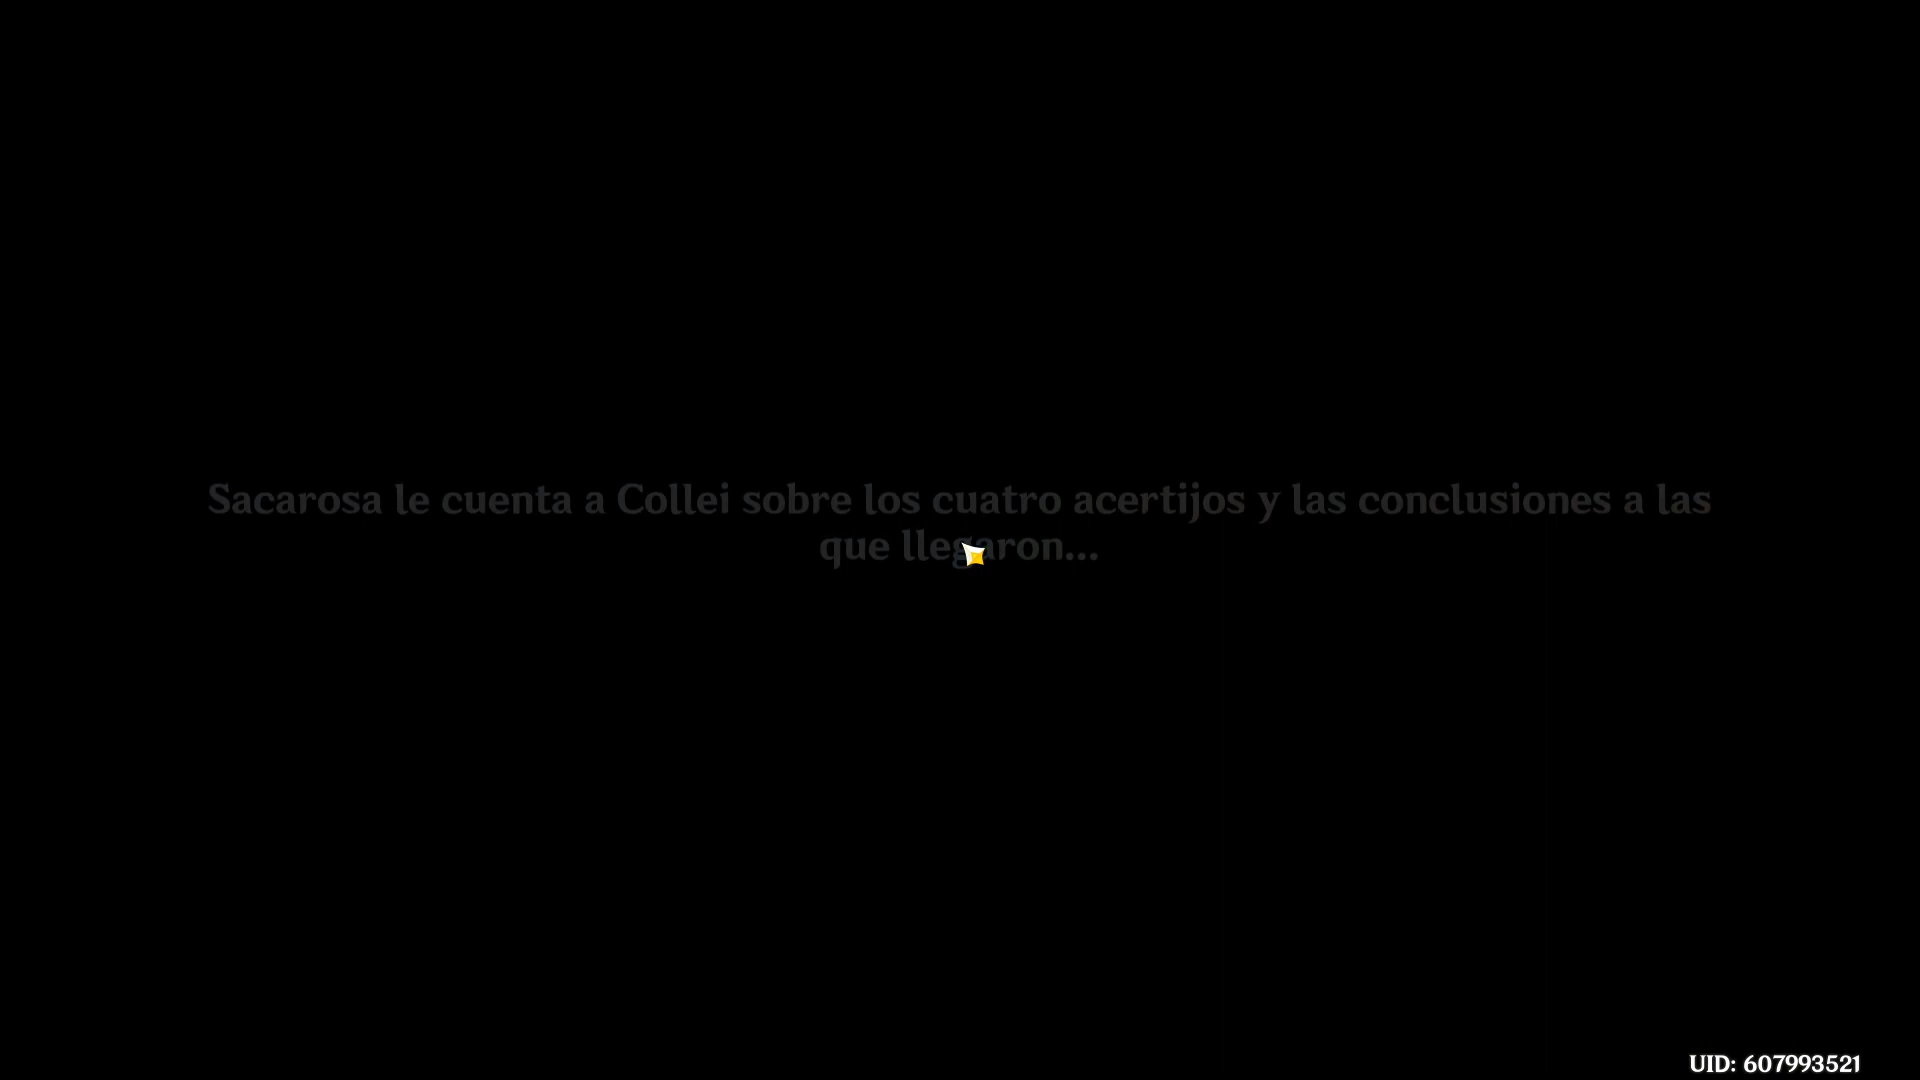 Sacarosa le cuenta a Collei sobre los cuatro acertijos y las conclusiones a las
que llegaron...
UID: 607993521